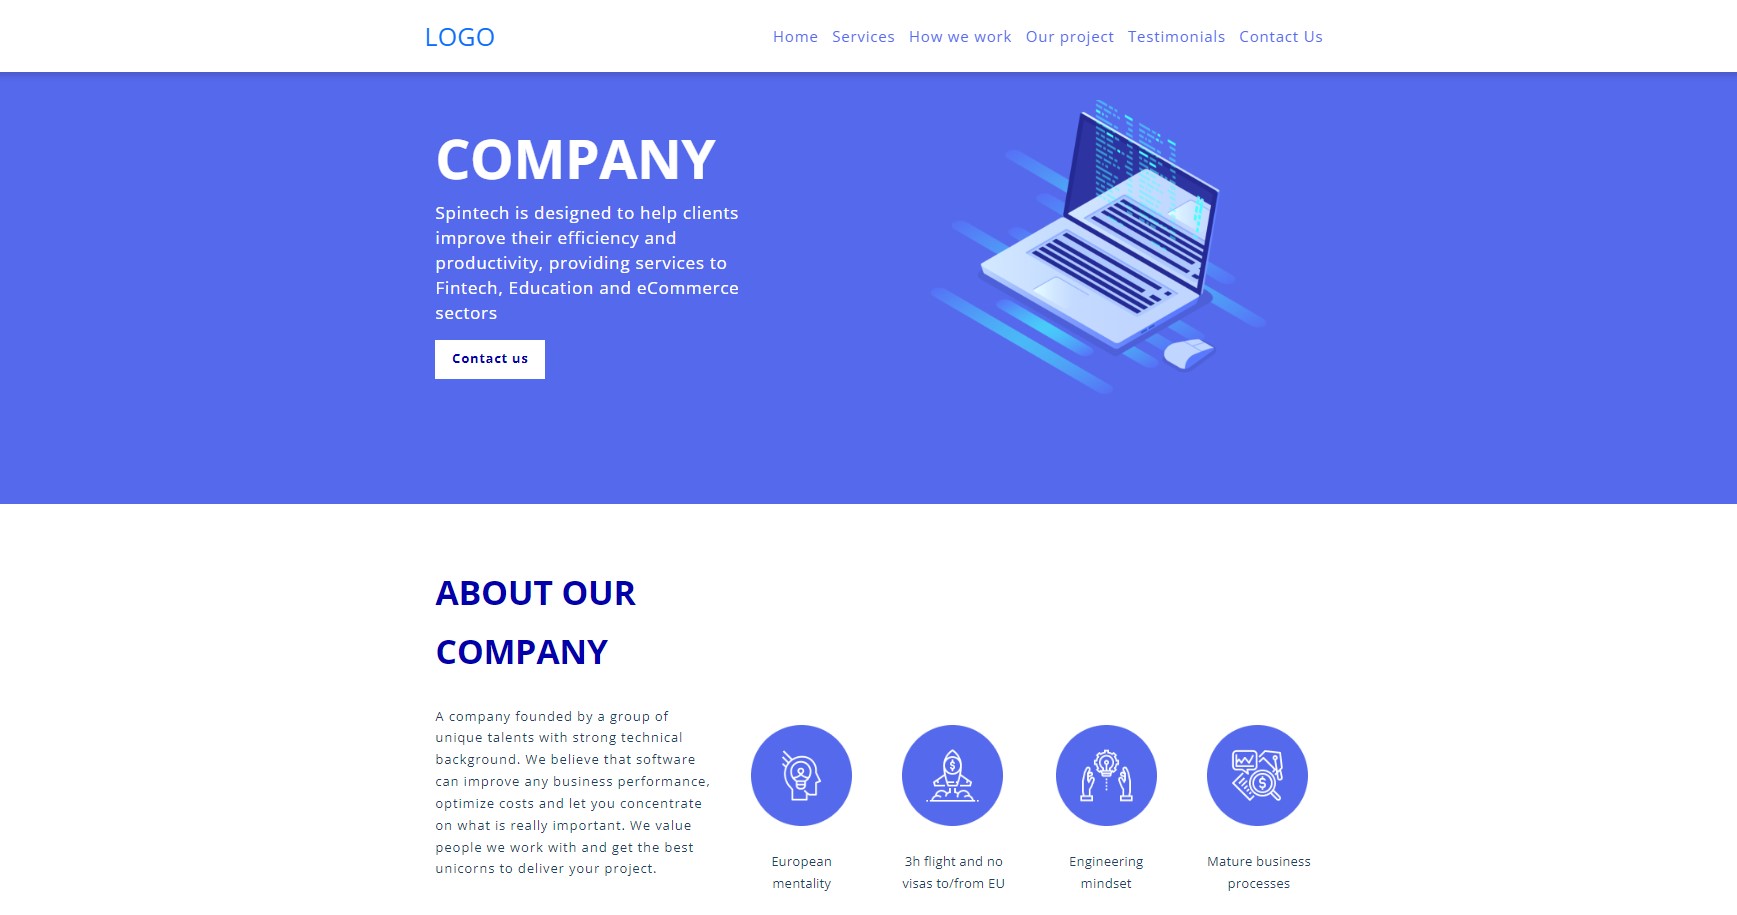 LOGO
Home Services How we work Our project Testimonials Contact Us
COMPANY
Spintech is designed to help clients
improve their efficiency and
productivity, providing services to
Fintech, Education and eCommerce
sectors
Contact us
ABOUT OUR
COMPANY
A company founded by a group of
unique talents with strong technical
background. We believe that software
can improve any business performance,
optimize costs and let you concentrate
on what is really important. We value
people we work with and get the best
unicorns to deliver your project.
European
mentality
3h flight and no
visas to/from EU
Engineering
mindset
Mature business
processes